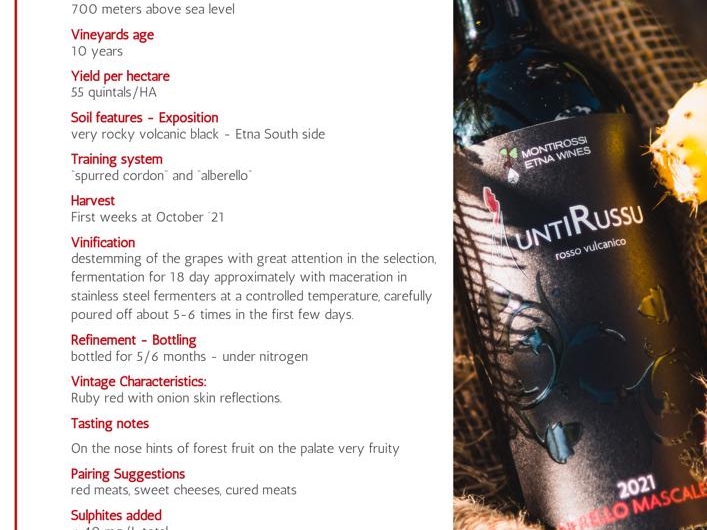 700 meters above sea level
Vineyards age
10 years
Yield per hectare
55 quintals/HA
Soil features - Exposition
very rocky volcanic black - Etna South side
Training system
"spurred cordon" and "alberello"
Harvest
First weeks at October '21
Vinification
destemming of the grapes with great attention in the selection,
fermentation for 18 day approximately with maceration in
stainless steel fermenters at a controlled temperature, carefully
poured off about 5-6 times in the first few days.
Refinement - Bottling
bottled for 5/6 months - under nitrogen
Vintage Characteristics:
Ruby red with onion skin reflections.
Tasting notes
On the nose hints of forest fruit on the palate very fruity
Pairing Suggestions
red meats, sweet cheeses, cured meats
Sulphites added
MONTIROSSI
ETNA WINES
UNTIRUSSU
rosso vulcanico
2021